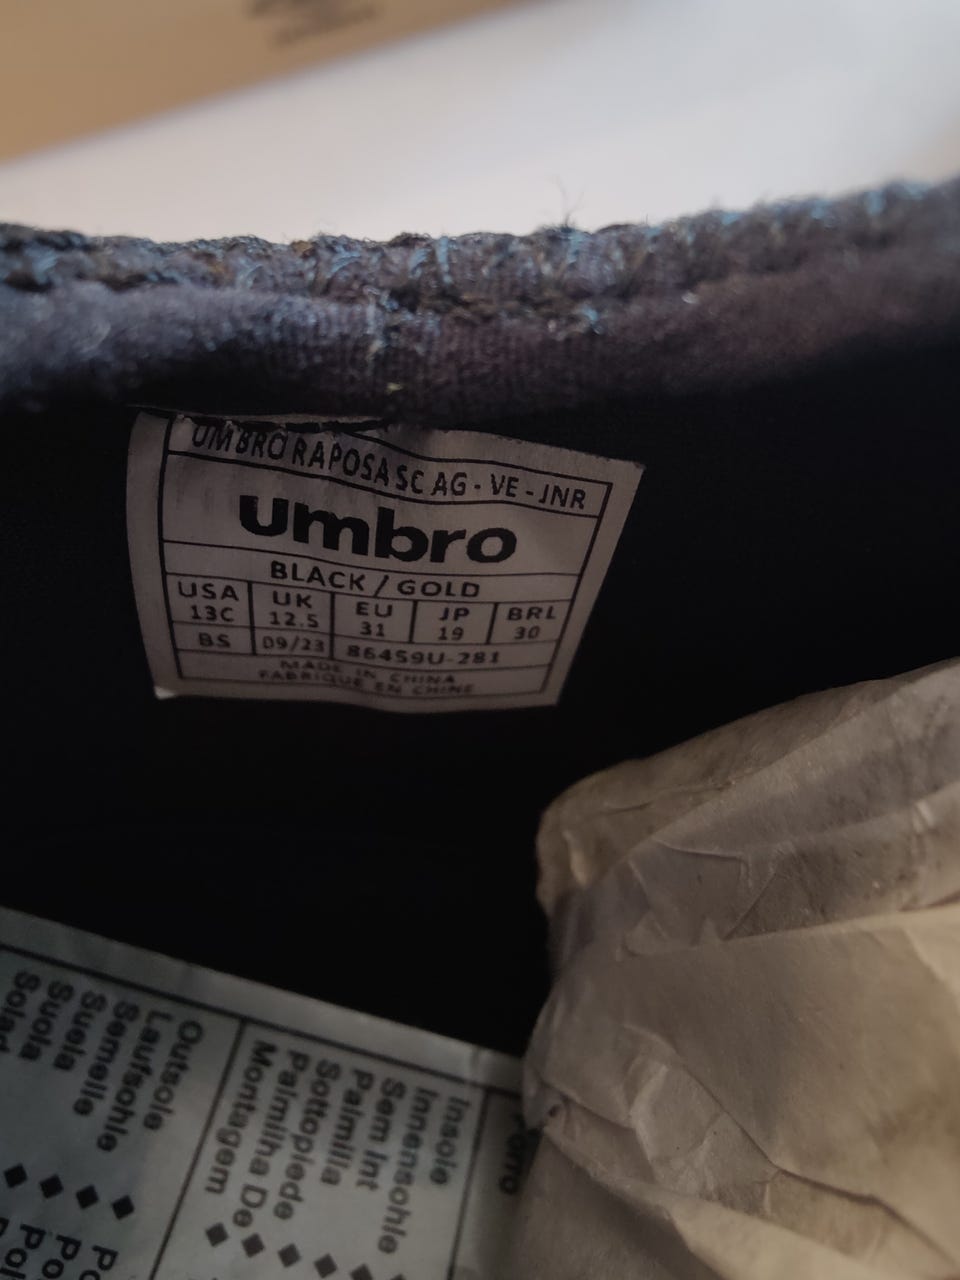 UMBRO RAPOSA SC AG - VE - JNR
umbro
BLACK / GOLD
USA UK EU JP BRL
13C 12.5 31 19 30
BS 09/23 86459U-281
MADE IN CHINA
FABRIQUE EN CHINE
Outsole
Laufsohle
Semelle
Suela
Suola
Insole
Innensohle
Sem Int
Palmilla
Sottopiede
Palmilha De
Montagem